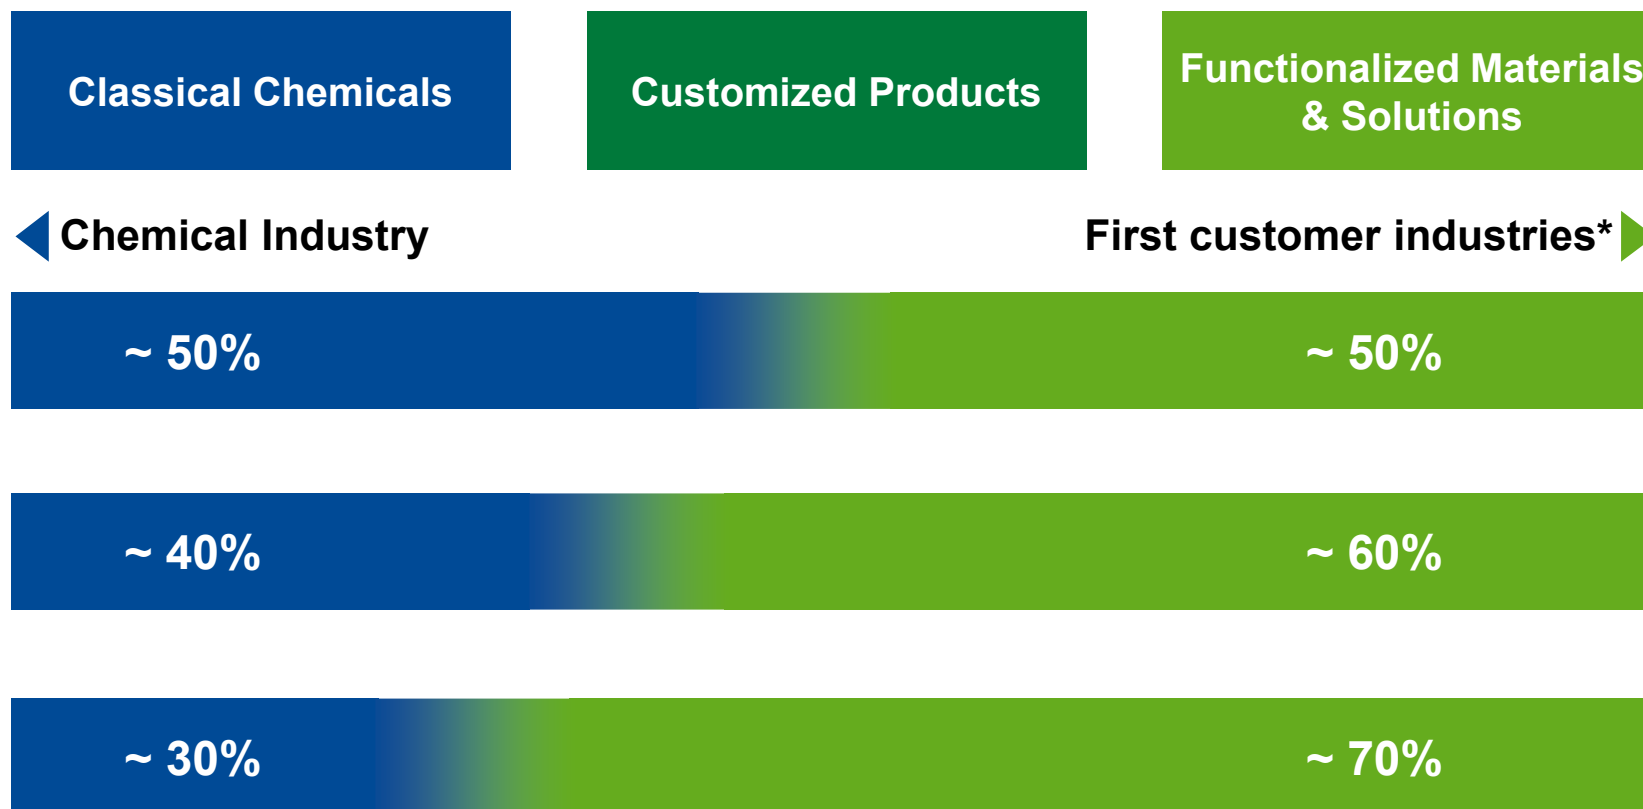 Classical Chemicals
Customized Products
Functionalized Materials
& Solutions
Chemical Industry
First customer industries*
~ 50%
~ 50%
~ 40%
~ 60%
~ 30%
~ 70%